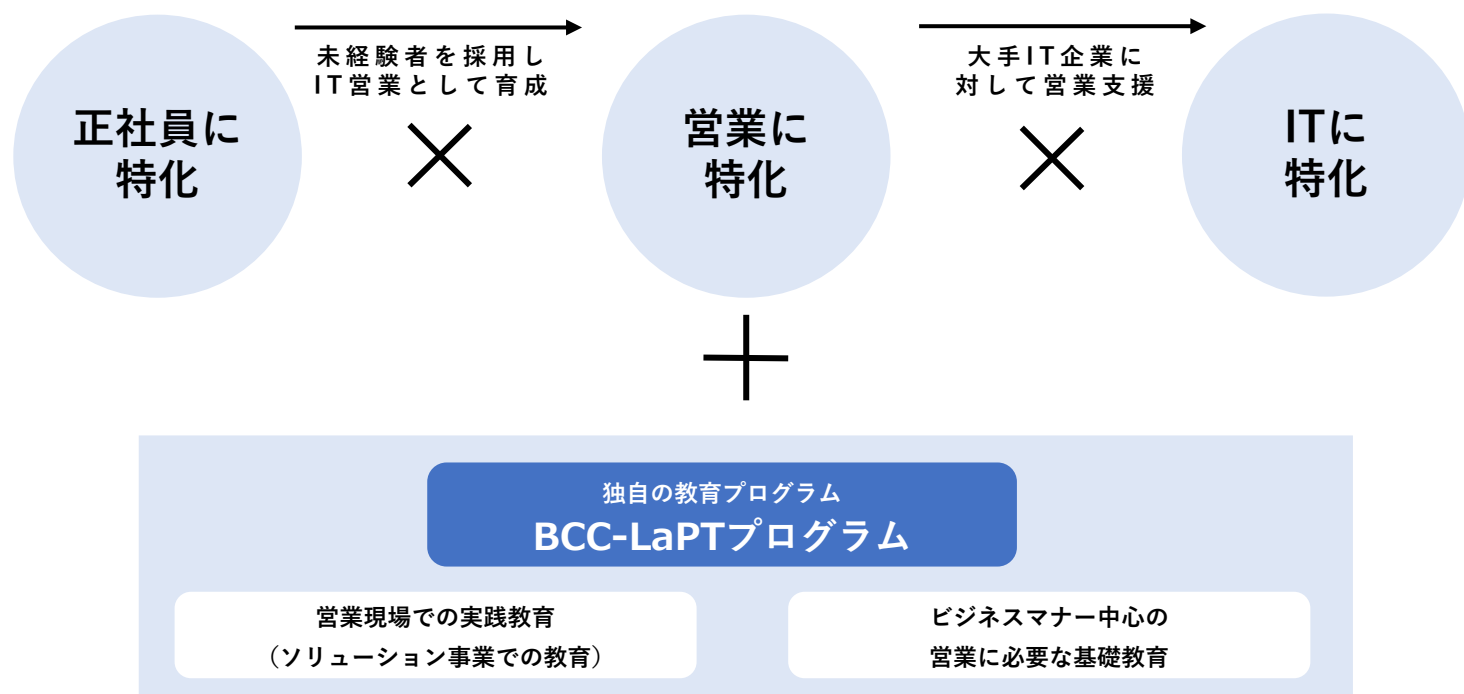 未経験者を採用し
IT営業として育成
大手IT企業に
対して営業支援
正社員に
特化
営業に
特化
ITに
特化
独自の教育プログラム
BCC-LaPTプログラム
営業現場での実践教育
（ソリューション事業での教育）
ビジネスマナー中心の
営業に必要な基礎教育